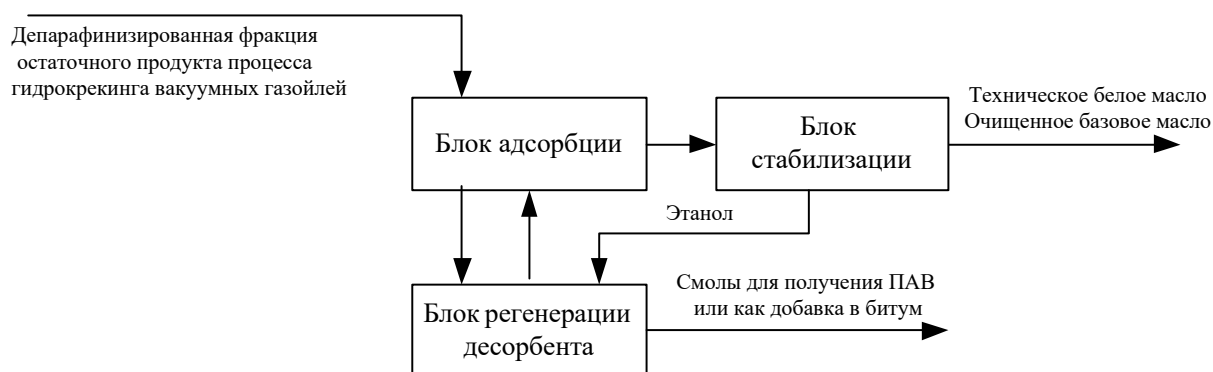 Депарафинизированная фракция
остаточного продукта процесса
гидрокрекинга вакуумных газойлей
Блок адсорбции
Блок
стабилизации
Техническое белое масло
Очищенное базовое масло
Этанол
Блок регенерации
десорбента
Смолы для получения ПАВ
или как добавка в битум